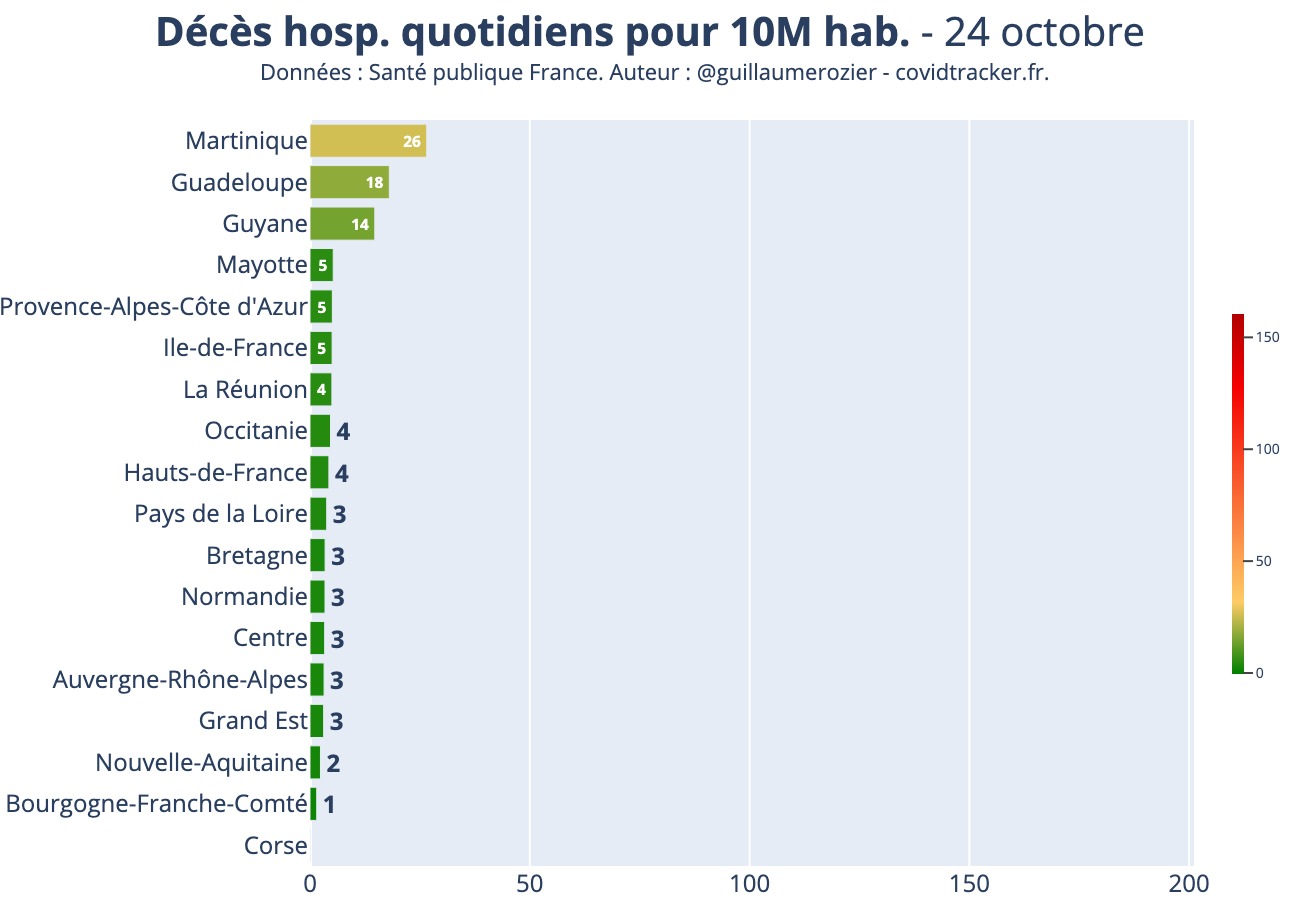 Décès hosp. quotidiens pour 10M hab. - 24 octobre
Données : Santé publique France. Auteur : @guillaumerozier - covidtracker.fr.
Martinique 26
Guadeloupe 18
Guyane 14
Mayotte 5
Provence-Alpes-Côte d'Azur 5
Ile-de-France 5
La Réunion 4
Occitanie 4
Hauts-de-France 4
Pays de la Loire 3
Bretagne 3
Normandie 3
Centre 3
Auvergne-Rhône-Alpes 3
Grand Est 3
Nouvelle-Aquitaine 2
Bourgogne-Franche-Comté 1
Corse
0 50 100 150 200
150
100
50
0